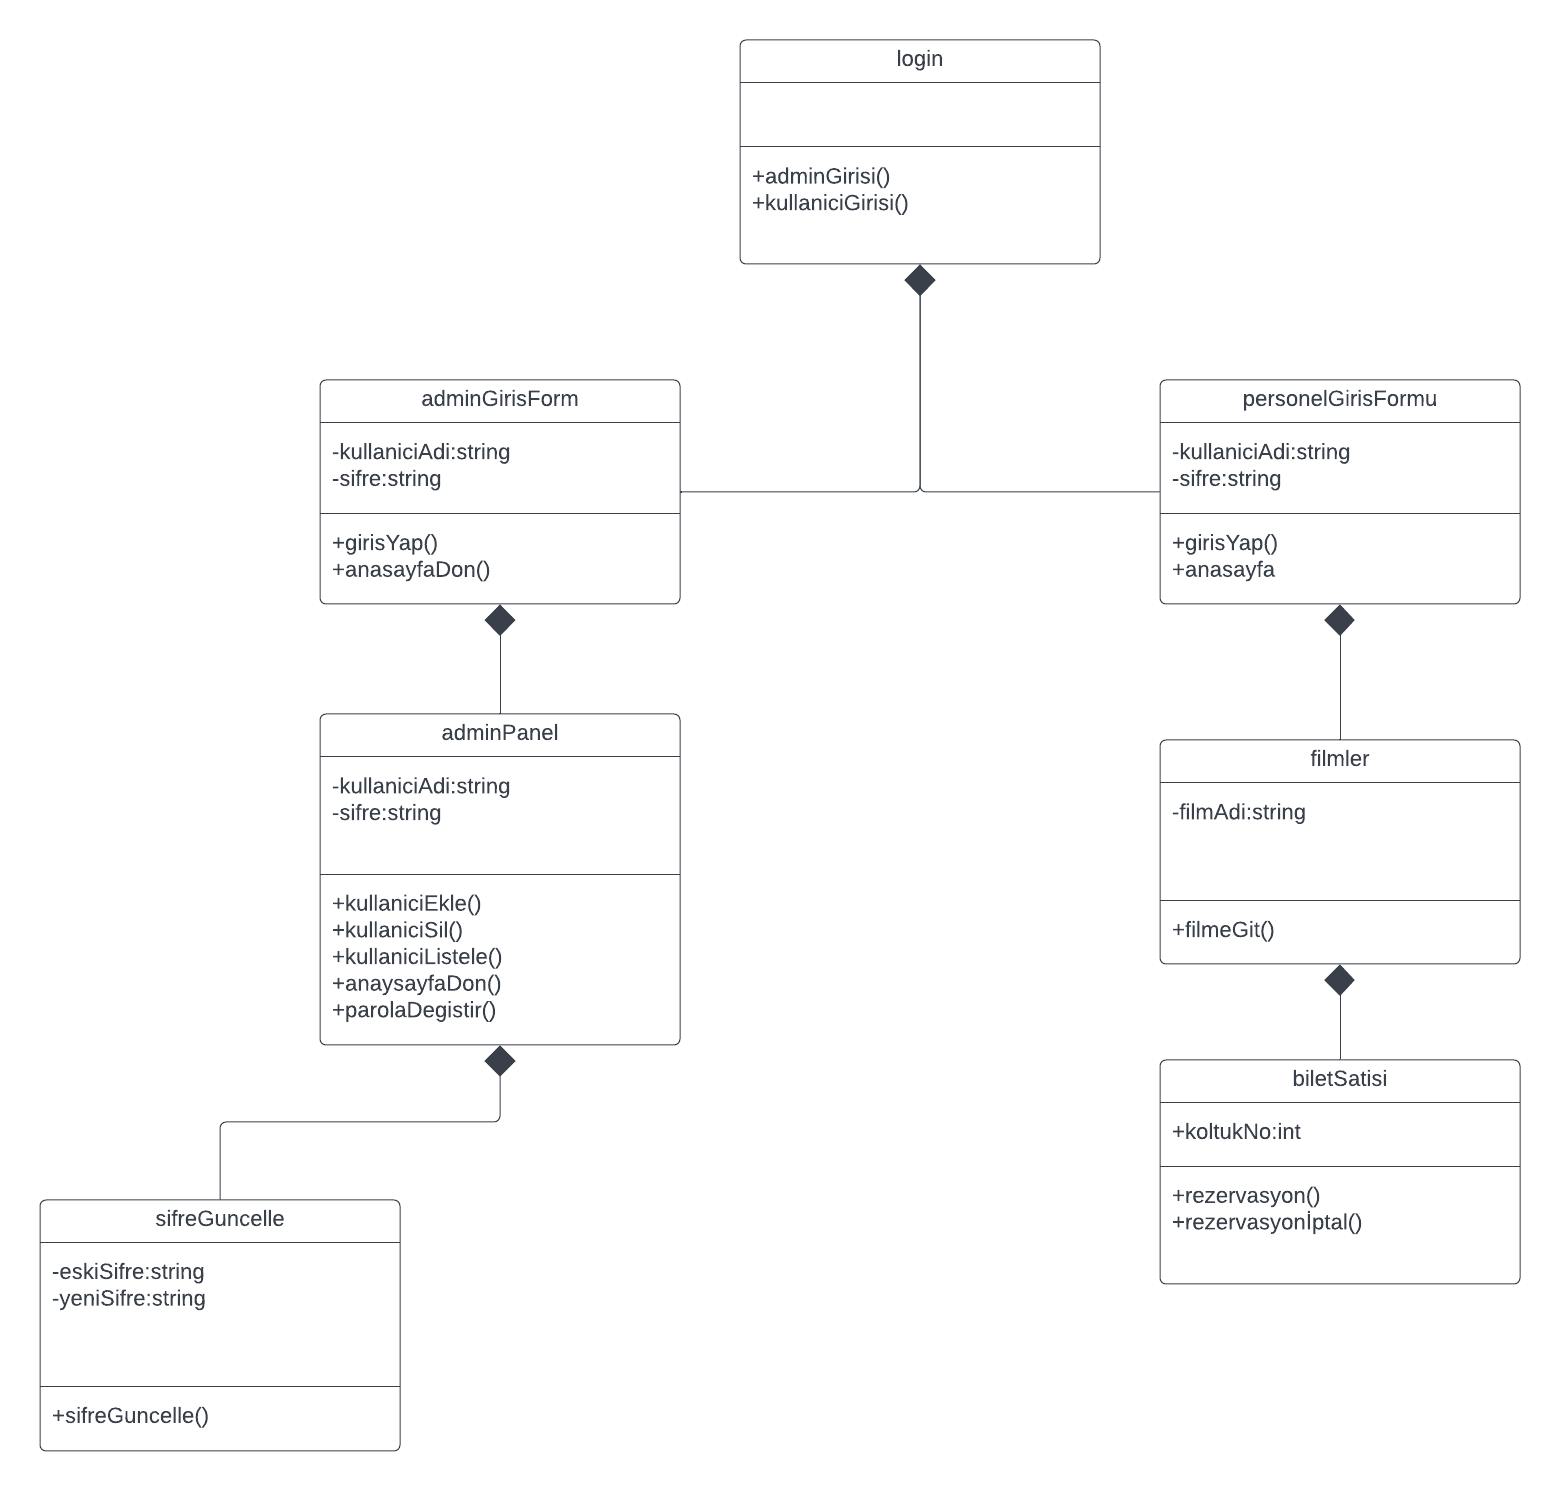 login
+adminGirisi()
+kullaniciGirisi()
adminGirisForm
-kullaniciAdi:string
-sifre:string
+girisYap()
+anasayfaDon()
personelGirisFormu
-kullaniciAdi:string
-sifre:string
+girisYap()
+anasayfa
adminPanel
-kullaniciAdi:string
-sifre:string
+kullaniciEkle()
+kullaniciSil()
+kullaniciListele()
+anaysayfaDon()
+parolaDegistir()
filmler
-filmAdi:string
+filmeGit()
biletSatisi
+koltukNo:int
+rezervasyon()
+rezervasyonİptal()
sifreGuncelle
-eskiSifre:string
-yeniSifre:string
+sifreGuncelle()